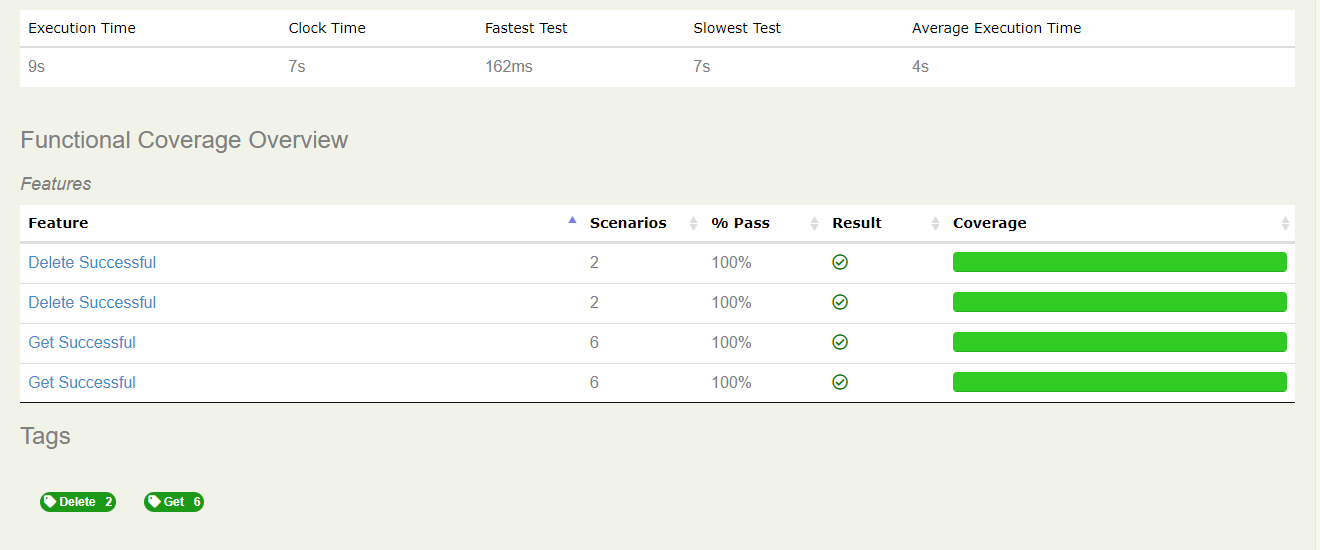 Execution Time Clock Time Fastest Test Slowest Test Average Execution Time
9s 7s 162ms 7s 4s
Functional Coverage Overview
Features
Feature Scenarios % Pass Result Coverage
Delete Successful 2 100%
Delete Successful 2 100%
Get Successful 6 100%
Get Successful 6 100%
Tags
Delete 2 Get 6